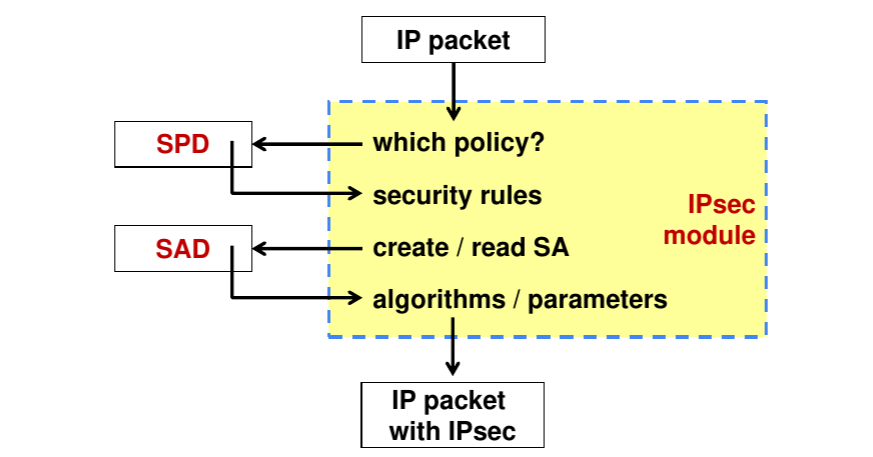 IP packet
SPD
which policy?
security rules
IPsec
module
SAD
create / read SA
algorithms / parameters
IP packet
with IPsec